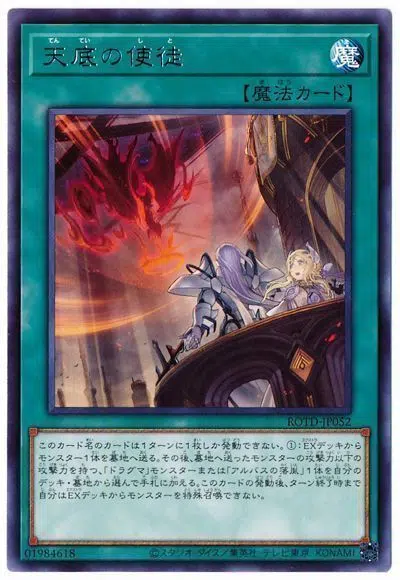 天底の使徒
【魔法カード】
魔
ROTD-JP052
このカード名のカードは1ターンに1枚しか発動できない。①:EXデッキから
モンスター1体を墓地へ送る。その後、墓地へ送ったモンスターの攻撃力以下の
攻撃力を持つ、「ドラグマ」モンスターまたは「アルバスの落胤」1体を自分の
デッキ・墓地から選んで手札に加える。このカードの発動後、ターン終了時まで
自分はEXデッキからモンスターを特殊召喚できない。
01984618 ©スタジオ・ダイス/集英社・テレビ東京・KONAMI